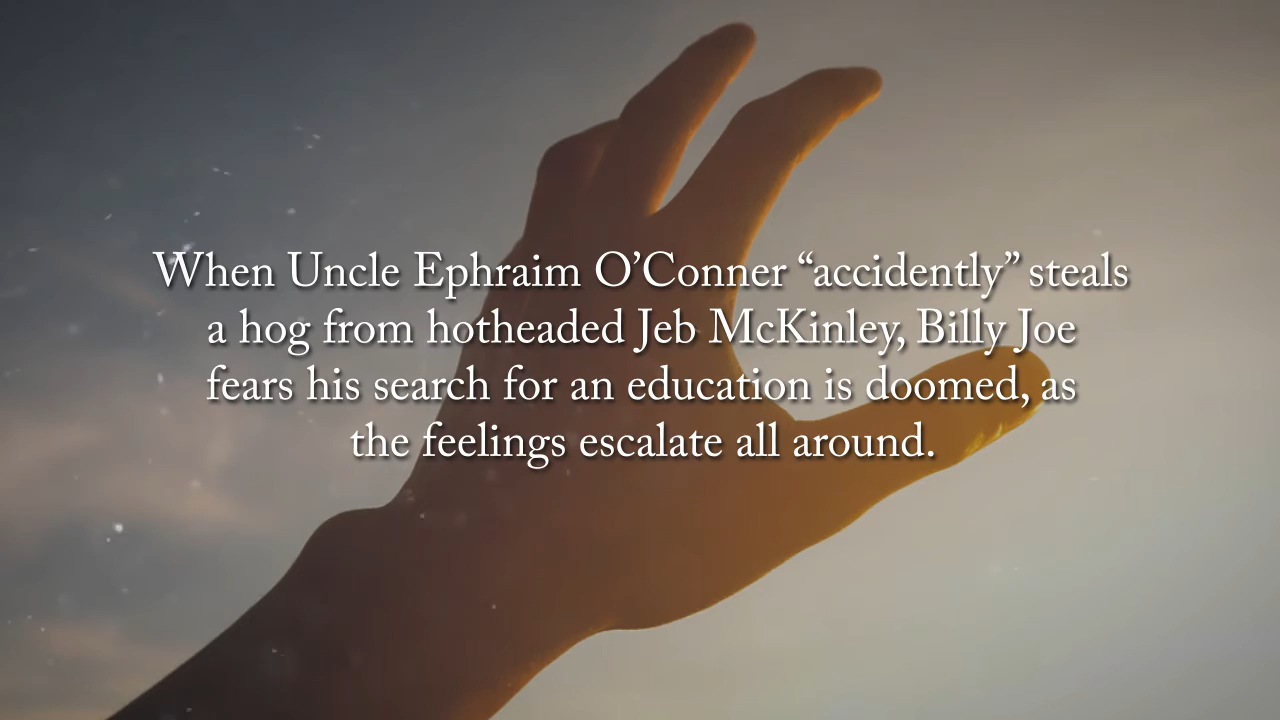 When Uncle Ephraim O’Conner “accidently” steals
a hog from hotheaded Jeb McKinley, Billy Joe
fears his search for an education is doomed, as
the feelings escalate all around.